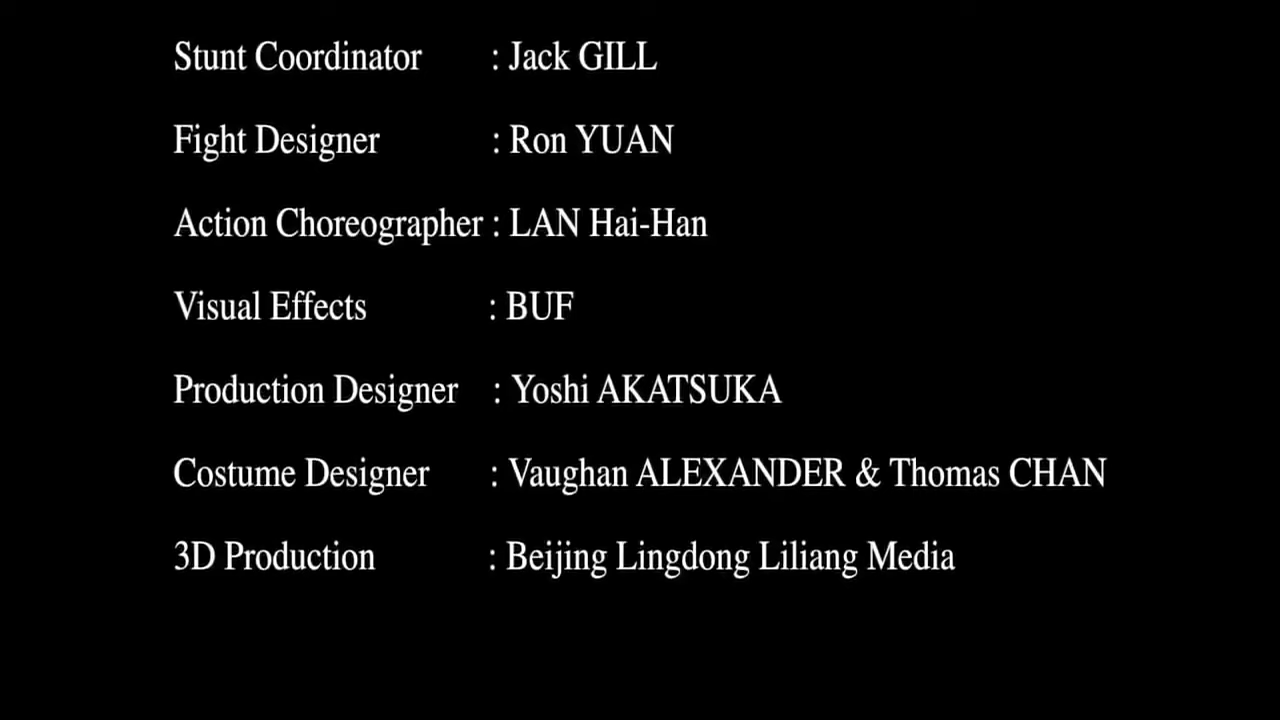 Stunt Coordinator : Jack GILL
Fight Designer : Ron YUAN
Action Choreographer : LAN Hai-Han
Visual Effects : BUF
Production Designer : Yoshi AKATSUKA
Costume Designer : Vaughan ALEXANDER & Thomas CHAN
3D Production : Beijing Lingdong Liliang Media